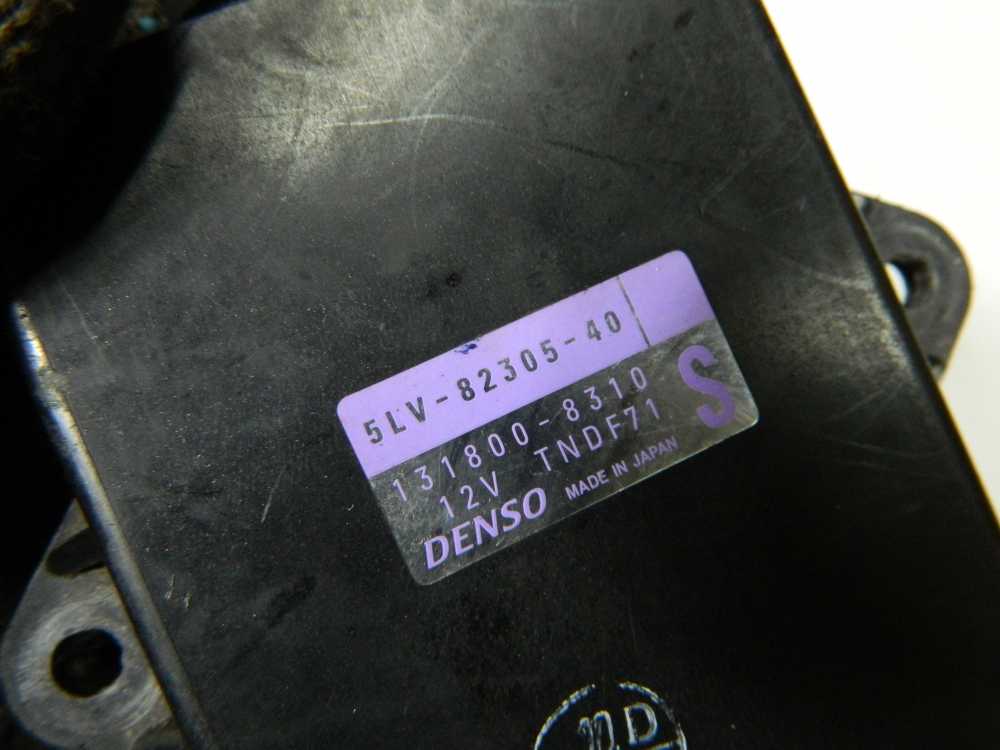 5LV-82305-40
131800-8310
12V TNDF71
S
DENSO MADE IN JAPAN